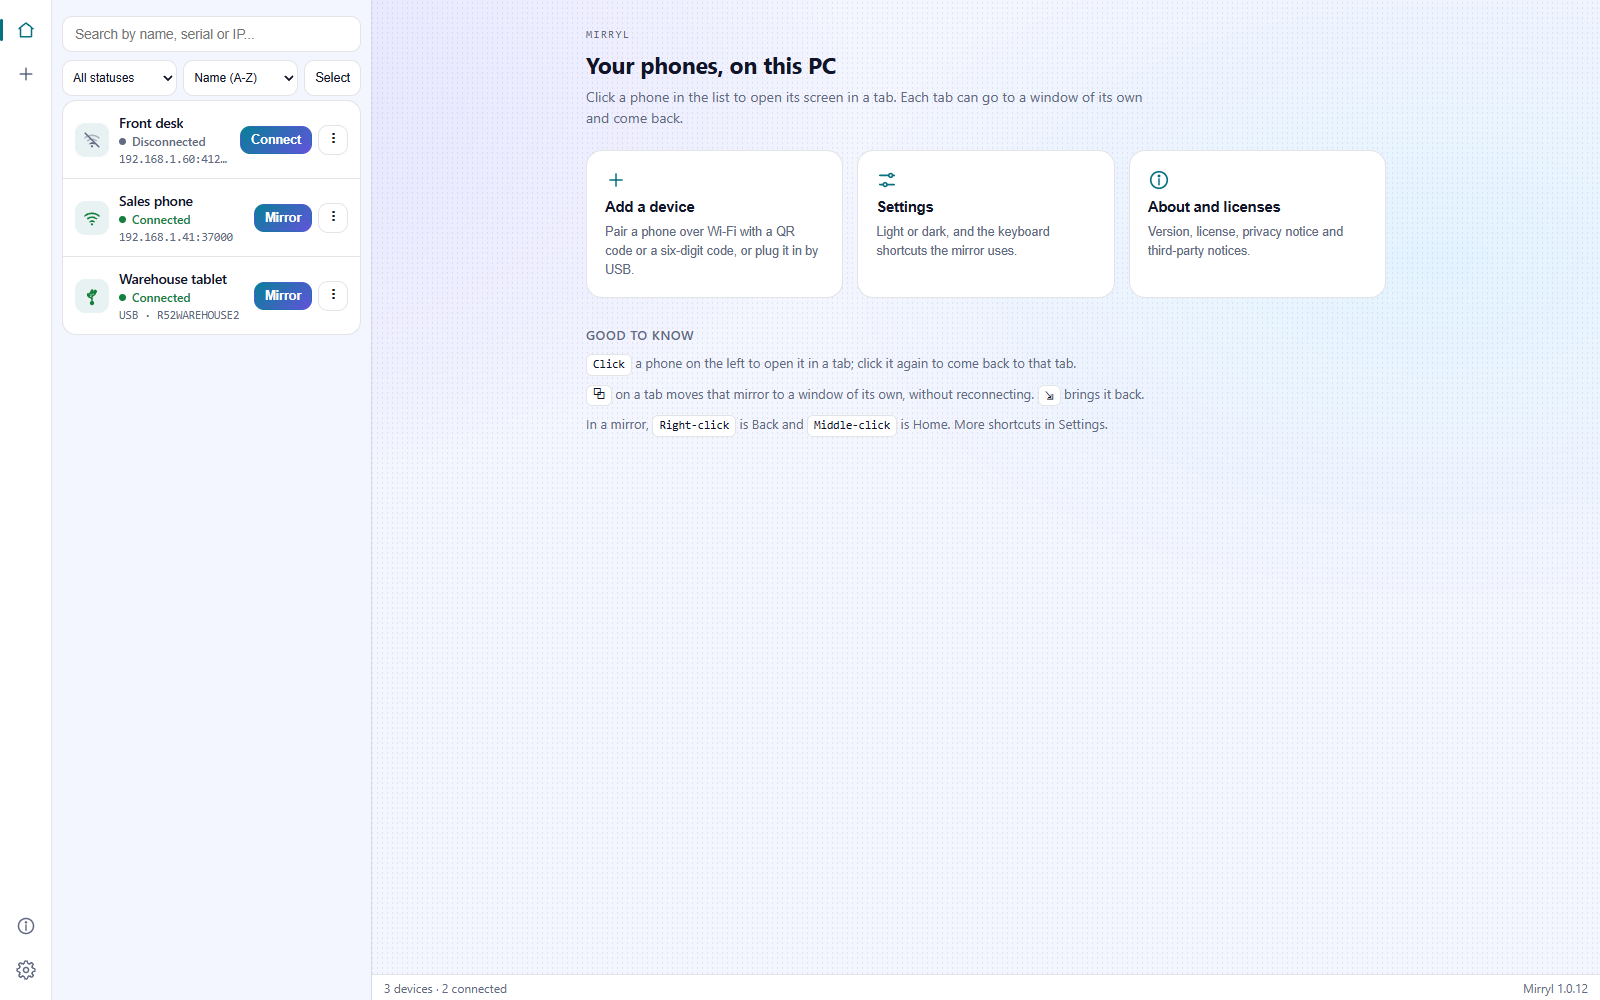 Search by name, serial or IP...
All statuses
Name (A-Z)
Select
Front desk
Disconnected
192.168.1.60:412…
Connect
Sales phone
Connected
192.168.1.41:37000
Mirror
Warehouse tablet
Connected
USB · R52WAREHOUSE2
Mirror
MIRRYL
Your phones, on this PC
Click a phone in the list to open its screen in a tab. Each tab can go to a window of its own
and come back.
Add a device
Pair a phone over Wi-Fi with a QR
code or a six-digit code, or plug it in by
USB.
Settings
Light or dark, and the keyboard
shortcuts the mirror uses.
About and licenses
Version, license, privacy notice and
third-party notices.
GOOD TO KNOW
Click a phone on the left to open it in a tab; click it again to come back to that tab.
on a tab moves that mirror to a window of its own, without reconnecting. brings it back.
In a mirror, Right-click is Back and Middle-click is Home. More shortcuts in Settings.
3 devices · 2 connected
Mirryl 1.0.12